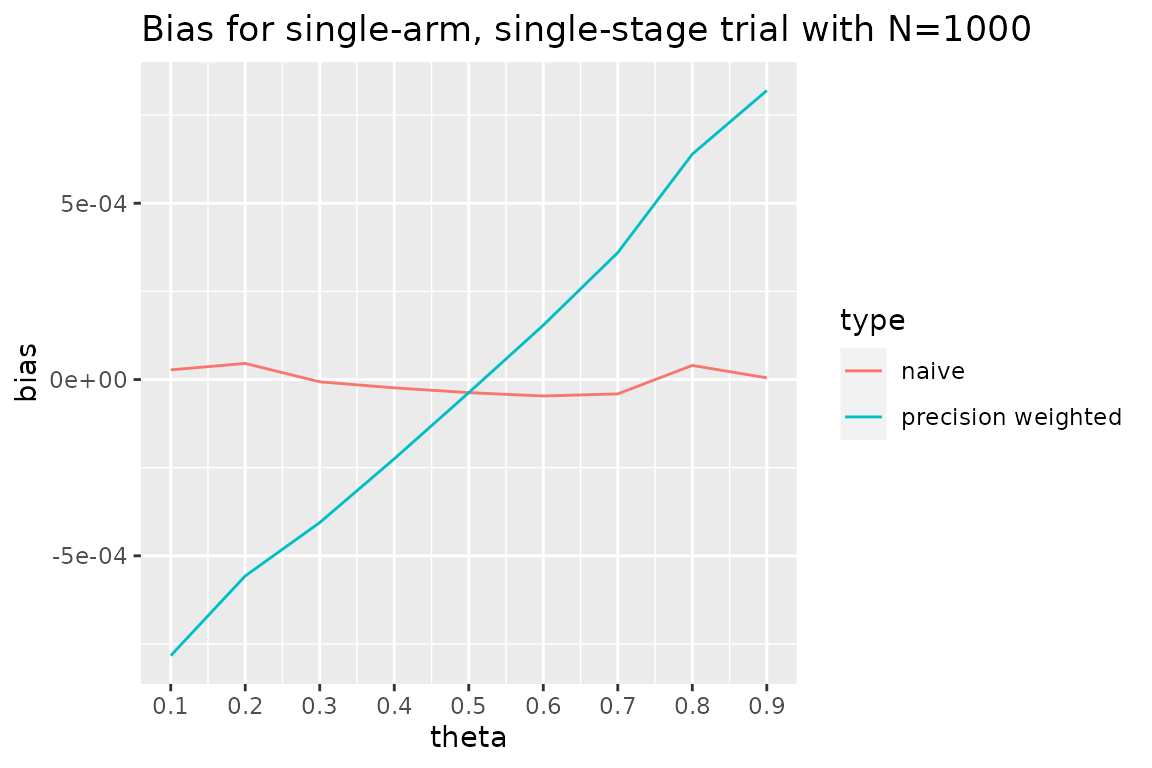 Bias for single-arm, single-stage trial with N=1000
bias
5e-04
0e+00
-5e-04
0.1 0.2 0.3 0.4 0.5 0.6 0.7 0.8 0.9
theta
type
naive
precision weighted